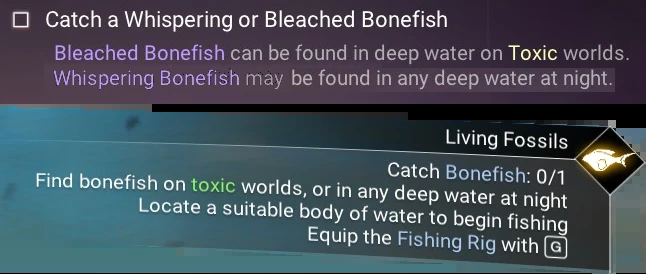 Catch a Whispering or Bleached Bonefish
Bleached Bonefish can be found in deep water on Toxic worlds.
Whispering Bonefish may be found in any deep water at night.
Living Fossils
Catch Bonefish: 0/1
Find bonefish on toxic worlds, or in any deep water at night
Locate a suitable body of water to begin fishing
Equip the Fishing Rig with G